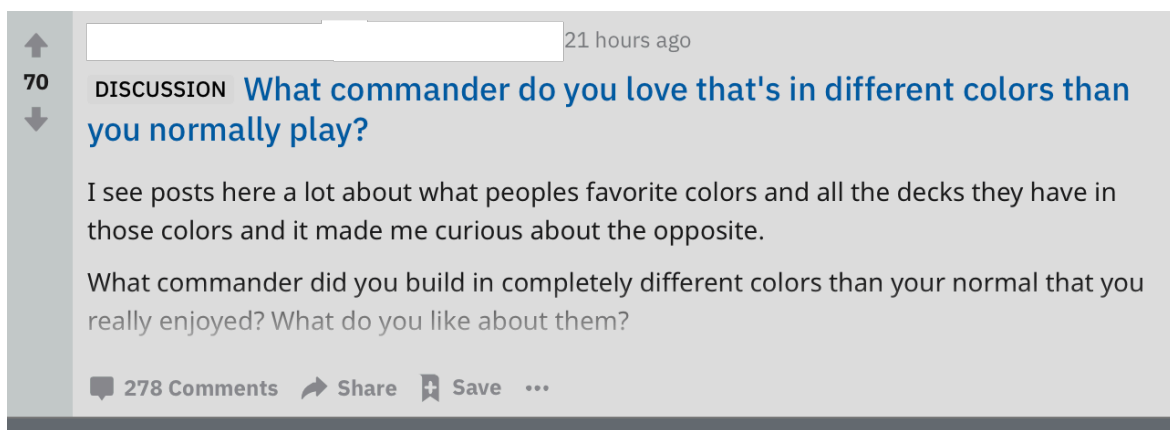 21 hours ago
70
DISCUSSION What commander do you love that's in different colors than
you normally play?
I see posts here a lot about what peoples favorite colors and all the decks they have in
those colors and it made me curious about the opposite.
What commander did you build in completely different colors than your normal that you
really enjoyed? What do you like about them?
278 Comments Share Save ...